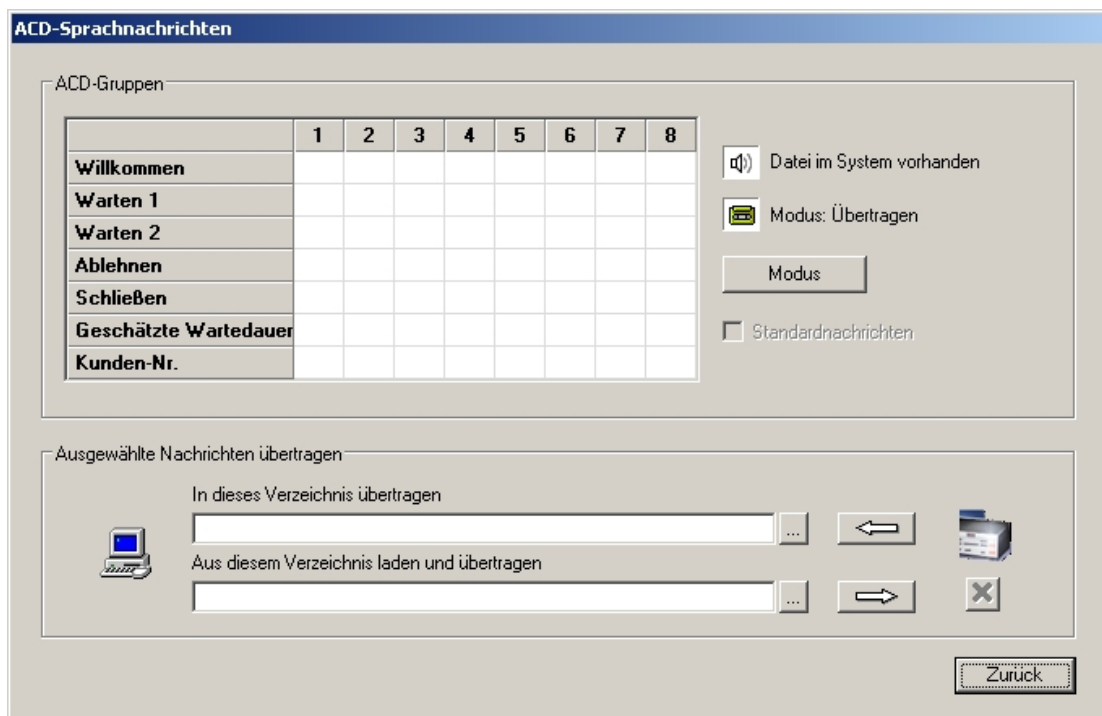 ACD-Sprachnachrichten
ACD-Gruppen
1 2 3 4 5 6 7 8
Willkommen
Warten 1
Warten 2
Ablehnen
Schließen
Geschätzte Wartedauer
Kunden-Nr.
Datei im System vorhanden
Modus: Übertragen
Modus
Standardnachrichten
Ausgewählte Nachrichten übertragen
In dieses Verzeichnis übertragen
...
Aus diesem Verzeichnis laden und übertragen
...
Zurück